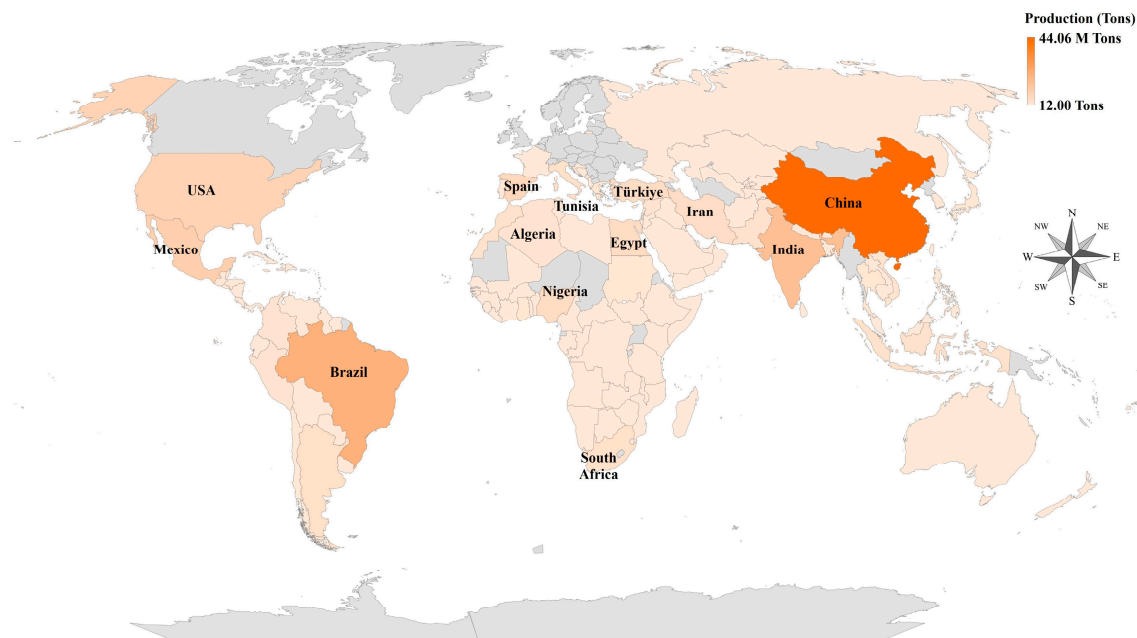 Production (Tons)
44.06 M Tons
12.00 Tons
USA
Spain
Türkiye
China
Tunisia
Iran
Mexico
Algeria
Egypt
India
N
NW
NE
W
E
SW
SE
S
Nigeria
Brazil
South
Africa